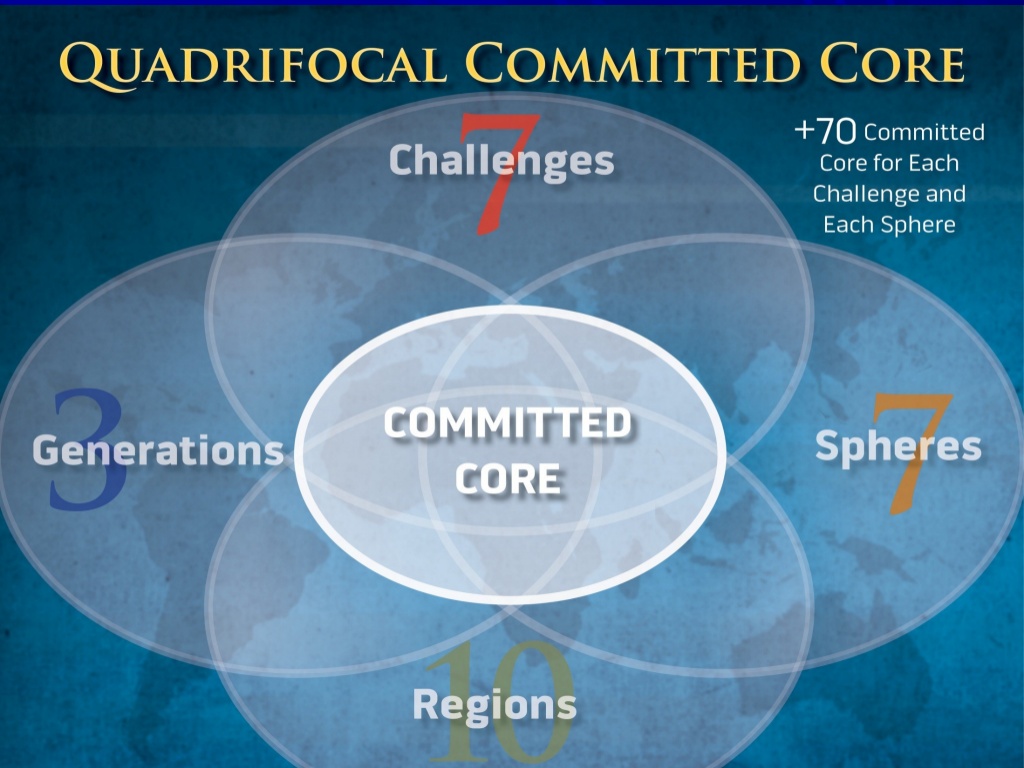 QUADRIFOCAL COMMITTED CORE
7
Challenges
+70 Committed
Core for Each
Challenge and
Each Sphere
3
Generations
COMMITTED
CORE
7
Spheres
10
Regions